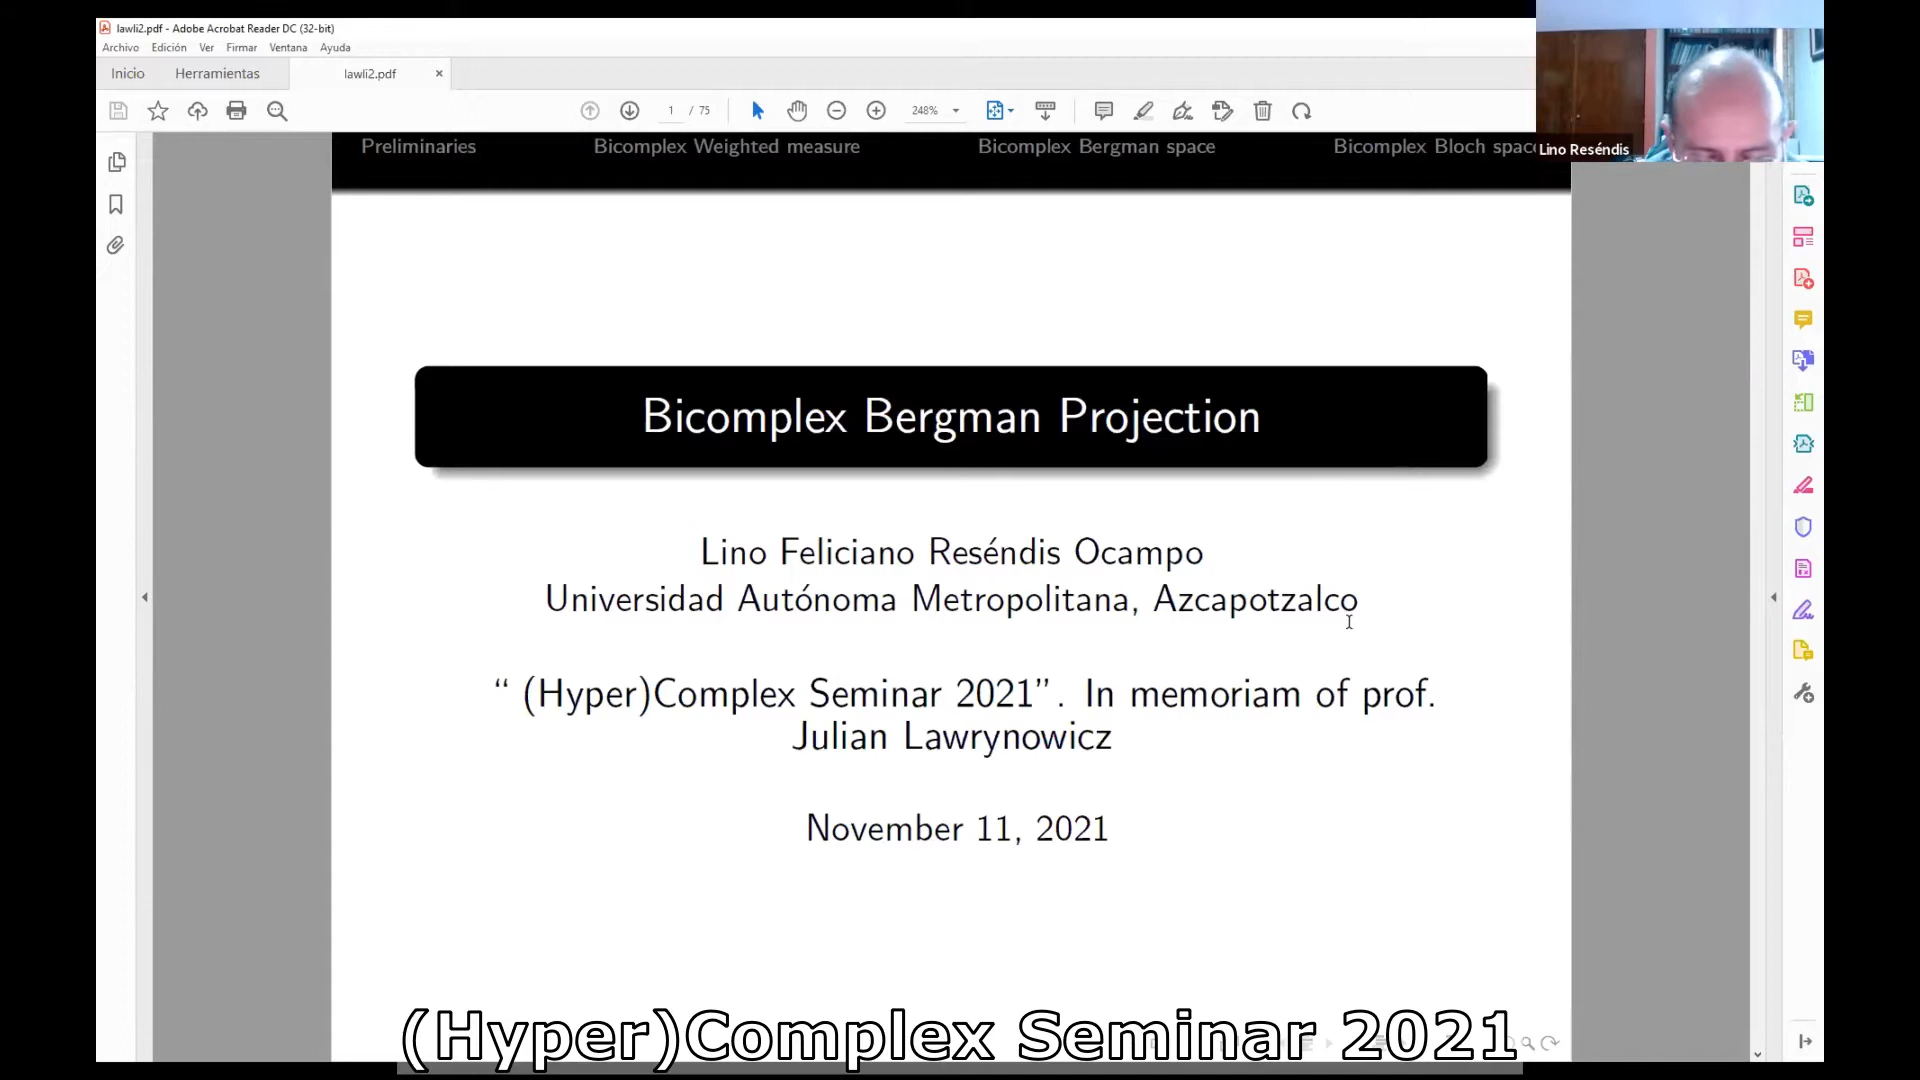 lawli2.pdf - Adobe Acrobat Reader DC (32-bit)
Archivo Edición Ver Firmar Ventana Ayuda
Inicio Herramientas lawli2.pdf
1 / 75 248%
Preliminaries Bicomplex Weighted measure Bicomplex Bergman space Bicomplex Bloch space
Lino Reséndis
Bicomplex Bergman Projection
Lino Feliciano Reséndis Ocampo
Universidad Autónoma Metropolitana, Azcapotzalco
“ (Hyper)Complex Seminar 2021”. In memoriam of prof.
Julian Lawrynowicz
November 11, 2021
(Hyper)Complex Seminar 2021